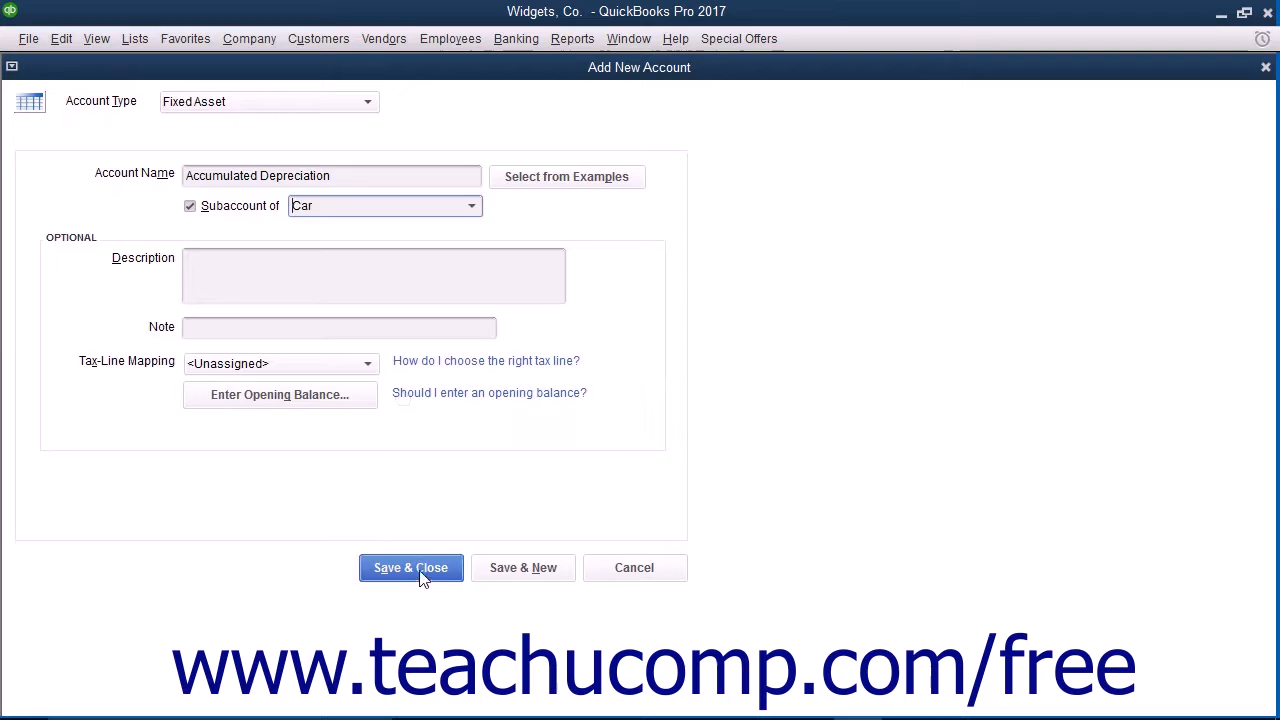 qb
Widgets, Co. - QuickBooks Pro 2017
File Edit View Lists Favorites Company Customers Vendors Employees Banking Reports Window Help Special Offers
Add New Account
Account Type Fixed Asset
Account Name Accumulated Depreciation Select from Examples
Subaccount of Car
OPTIONAL
Description
Note
Tax-Line Mapping <Unassigned> How do I choose the right tax line?
Enter Opening Balance... Should I enter an opening balance?
Save & Close Save & New Cancel
www.teachucomp.com/free